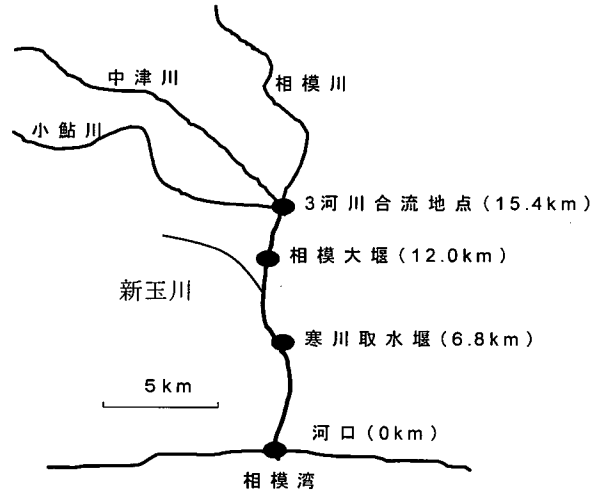 中津川
相模川
小鮎川
3河川合流地点(15.4km)
相模大堰(12.0km)
新玉川
寒川取水堰(6.8km)
5km
河口(0km)
相模湾